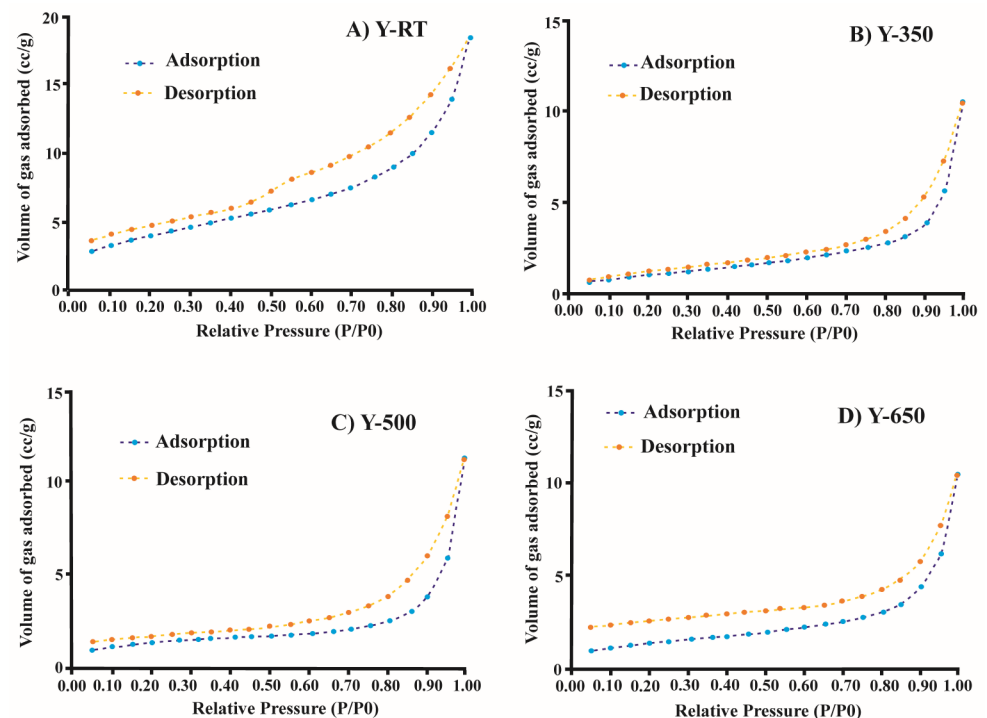 A) Y-RT
Volume of gas adsorbed (cc/g)
20
15
10
5
0
Adsorption
Desorption
0.00 0.10 0.20 0.30 0.40 0.50 0.60 0.70 0.80 0.90 1.00
Relative Pressure (P/P0)
B) Y-350
Volume of gas adsorbed (cc/g)
15
10
5
0
Adsorption
Desorption
0.00 0.10 0.20 0.30 0.40 0.50 0.60 0.70 0.80 0.90 1.00
Relative Pressure (P/P0)
C) Y-500
Volume of gas adsorbed (cc/g)
15
10
5
0
Adsorption
Desorption
0.00 0.10 0.20 0.30 0.40 0.50 0.60 0.70 0.80 0.90 1.00
Relative Pressure (P/P0)
D) Y-650
Volume of gas adsorbed (cc/g)
15
10
5
0
Adsorption
Desorption
0.00 0.10 0.20 0.30 0.40 0.50 0.60 0.70 0.80 0.90 1.00
Relative Pressure (P/P0)